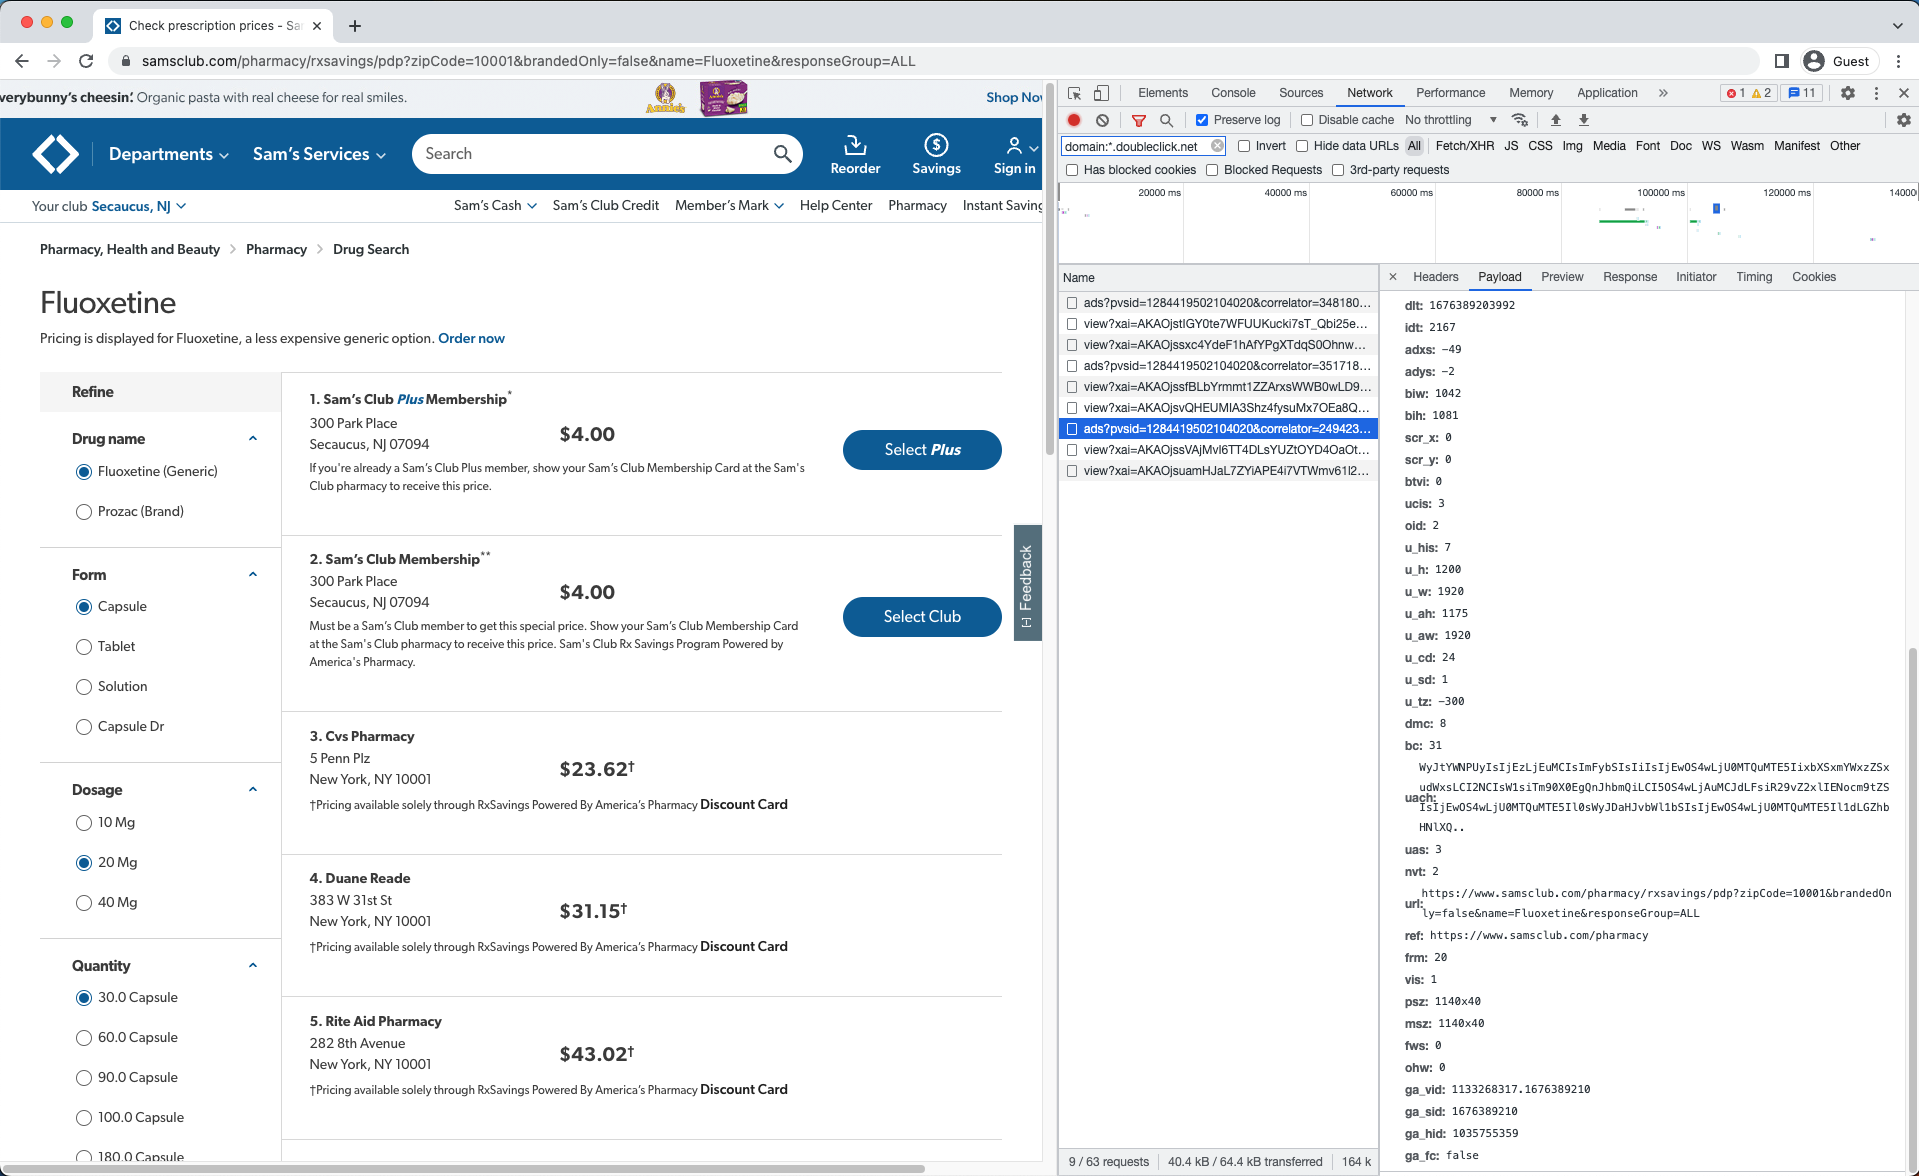 Check prescription prices - Sa
samsclub.com/pharmacy/rxsavings/pdp?zipCode=10001&brandedOnly=false&name=Fluoxetine&responseGroup=ALL
Guest
verybunny's cheesin'. Organic pasta with real cheese for real smiles.
Annie's
Shop Nov
Departments
Sam's Services
Search
Reorder
Savings
Sign in
Your club Secaucus, NJ
Sam's Cash
Sam's Club Credit
Member's Mark
Help Center
Pharmacy
Instant Saving
Pharmacy, Health and Beauty > Pharmacy > Drug Search
Fluoxetine
Pricing is displayed for Fluoxetine, a less expensive generic option. Order now
Refine
Drug name
Fluoxetine (Generic)
Prozac (Brand)
Form
Capsule
Tablet
Solution
Capsule Dr
Dosage
10 Mg
20 Mg
40 Mg
Quantity
30.0 Capsule
60.0 Capsule
90.0 Capsule
100.0 Capsule
180.0 Capsule
1. Sam's Club Plus Membership*
300 Park Place
Secaucus, NJ 07094
$4.00
If you're already a Sam's Club Plus member, show your Sam's Club Membership Card at the Sam's
Club pharmacy to receive this price.
Select Plus
2. Sam's Club Membership**
300 Park Place
Secaucus, NJ 07094
$4.00
Must be a Sam's Club member to get this special price. Show your Sam's Club Membership Card
at the Sam's Club pharmacy to receive this price. Sam's Club Rx Savings Program Powered by
America's Pharmacy.
Select Club
3. Cvs Pharmacy
5 Penn Plz
New York, NY 10001
$23.62†
†Pricing available solely through RxSavings Powered By America's Pharmacy Discount Card
4. Duane Reade
383 W 31st St
New York, NY 10001
$31.15†
†Pricing available solely through RxSavings Powered By America's Pharmacy Discount Card
5. Rite Aid Pharmacy
282 8th Avenue
New York, NY 10001
$43.02†
†Pricing available solely through RxSavings Powered By America's Pharmacy Discount Card
[-] Feedback
Elements
Console
Sources
Network
Performance
Memory
Application
1
2
11
Preserve log
Disable cache
No throttling
domain:*.doubleclick.net
Invert
Hide data URLs
All
Fetch/XHR
JS
CSS
Img
Media
Font
Doc
WS
Wasm
Manifest
Other
Has blocked cookies
Blocked Requests
3rd-party requests
20000 ms
40000 ms
60000 ms
80000 ms
100000 ms
120000 ms
14000
Name
ads?pvsid=1284419502104020&correlator=348180...
view?xai=AKAOjstIGY0te7WFUUKucki7sT_Qbi25e...
view?xai=AKAOjssxc4YdeF1hAfYPgXTdqS0Ohnw...
ads?pvsid=1284419502104020&correlator=351718...
view?xai=AKAOjssfBLbYrmmt1ZZArxsWWB0wLD9...
view?xai=AKAOjsvQHEUMIA3Shz4fysuMx7OEa8Q...
ads?pvsid=1284419502104020&correlator=249423...
view?xai=AKAOjssVAjMvl6TT4DLsYUZtOYD4OaOt...
view?xai=AKAOjsuamHJaL7ZYiAPE4i7VTWmv61l2...
9 / 63 requests
40.4 kB / 64.4 kB transferred
164 k
Headers
Payload
Preview
Response
Initiator
Timing
Cookies
dlt: 1676389203992
idt: 2167
adxs: -49
adys: -2
biw: 1042
bih: 1081
scr_x: 0
scr_y: 0
btvi: 0
ucis: 3
oid: 2
u_his: 7
u_h: 1200
u_w: 1920
u_ah: 1175
u_aw: 1920
u_cd: 24
u_sd: 1
u_tz: -300
dmc: 8
bc: 31
uach:
WyJtYWNPUyIsIjEzLjEuMCIsImFybSIsIiIsIjEwOS4wLjU0MTQuMTE5IixbXSxmYWxzZSx
udWxsLCI2NCIsW1siTm90X0EgQnJhbmQiLCI5OS4wLjAuMCJdLFsiR29vZ2xlIENocm9tZS
IsIjEwOS4wLjU0MTQuMTE5Il0sWyJDaHJvbWl1bSIsIjEwOS4wLjU0MTQuMTE5Il1dLGZhb
HNlXQ..
uas: 3
nvt: 2
url:
https://www.samsclub.com/pharmacy/rxsavings/pdp?zipCode=10001&brandedOn
ly=false&name=Fluoxetine&responseGroup=ALL
ref: https://www.samsclub.com/pharmacy
frm: 20
vis: 1
psz: 1140x40
msz: 1140x40
fws: 0
ohw: 0
ga_vid: 1133268317.1676389210
ga_sid: 1676389210
ga_hid: 1035755359
ga_fc: false